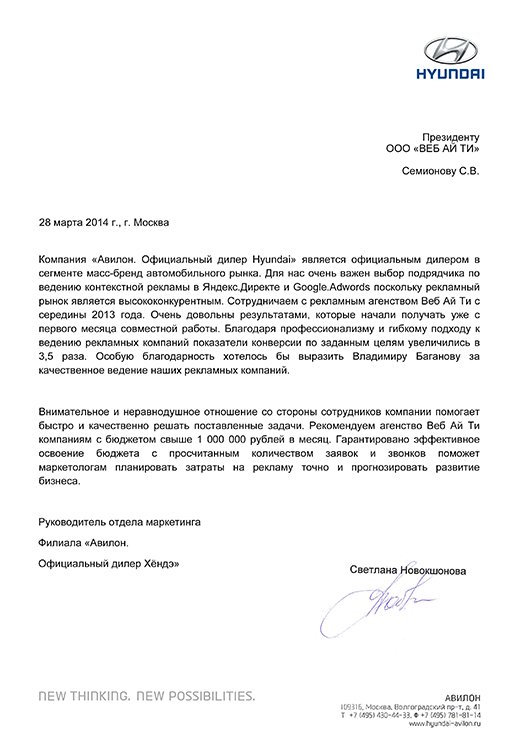 HYUNDAI
Президенту
ООО «ВЕБ АЙ ТИ»
Семионову С.В.
28 марта 2014 г., г. Москва
Компания «Авилон. Официальный дилер Hyundai» является официальным дилером в
сегменте масс-бренд автомобильного рынка. Для нас очень важен выбор подрядчика по
ведению контекстной рекламы в Яндекс.Директе и Google.Adwords поскольку рекламный
рынок является высококонкурентным. Сотрудничаем с рекламным агенством Веб Ай Ти с
середины 2013 года. Очень довольны результатами, которые начали получать уже с
первого месяца совместной работы. Благодаря профессионализму и гибкому подходу к
ведению рекламных компаний показатели конверсии по заданным целям увеличились в
3,5 раза. Особую благодарность хотелось бы выразить Владимиру Баганову за
качественное ведение наших рекламных компаний.
Внимательное и неравнодушное отношение со стороны сотрудников компании помогает
быстро и качественно решать поставленные задачи. Рекомендуем агенство Веб Ай Ти
компаниям с бюджетом свыше 1 000 000 рублей в месяц. Гарантировано эффективное
освоение бюджета с просчитанным количеством заявок и звонков поможет
маркетологам планировать затраты на рекламу точно и прогнозировать развитие
бизнеса.
Руководитель отдела маркетинга
Филиала «Авилон.
Официальный дилер Хёндэ»
Светлана Новокшонова
NEW THINKING. NEW POSSIBILITIES.
АВИЛОН
109316, Москва, Волгоградский пр-т, д. 41
Т +7 (495) 430-44-33, Ф +7 (495) 781-81-14
www.hyundai-avilon.ru